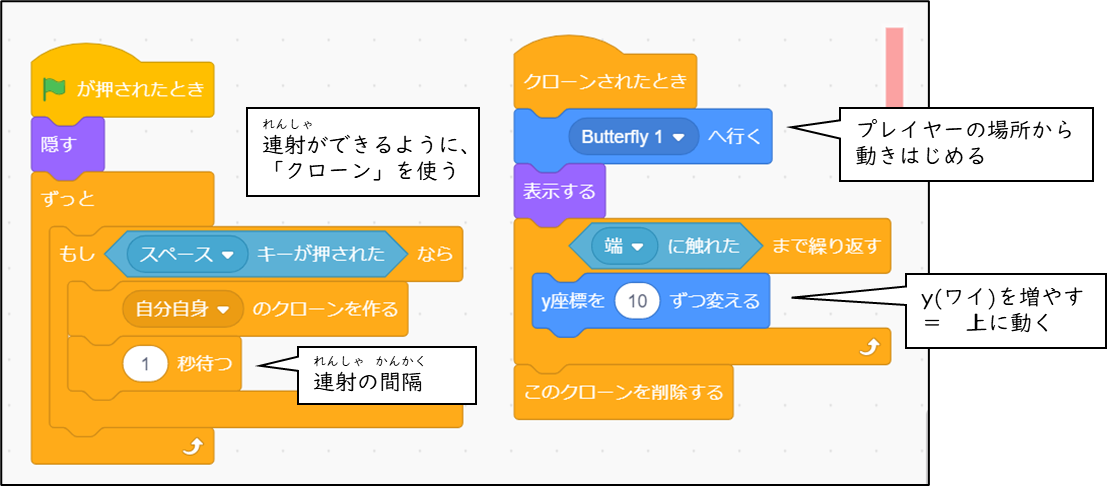 が押されたとき
隠す
ずっと
もし スペース キーが押された なら
自分自身 のクローンを作る
1 秒待つ
れんしゃ
連射ができるように、
「クローン」を使う
れんしゃ かんかく
連射の間隔
クローンされたとき
Butterfly 1 へ行く
表示する
端 に触れた まで繰り返す
y座標を 10 ずつ変える
このクローンを削除する
プレイヤーの場所から
動きはじめる
y(ワイ)を増やす
＝ 上に動く